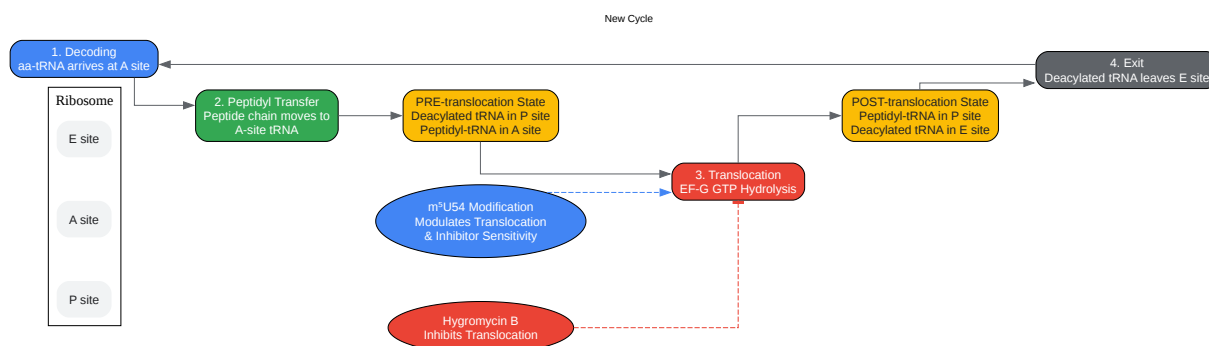 New Cycle
1. Decoding
aa-tRNA arrives at A site
4. Exit
Deacylated tRNA leaves E site
Ribosome
E site
A site
P site
2. Peptidyl Transfer
Peptide chain moves to
A-site tRNA
PRE-translocation State
Deacylated tRNA in P site
Peptidyl-tRNA in A site
POST-translocation State
Peptidyl-tRNA in P site
Deacylated tRNA in E site
3. Translocation
EF-G GTP Hydrolysis
m⁵U54 Modification
Modulates Translocation
& Inhibitor Sensitivity
Hygromycin B
Inhibits Translocation